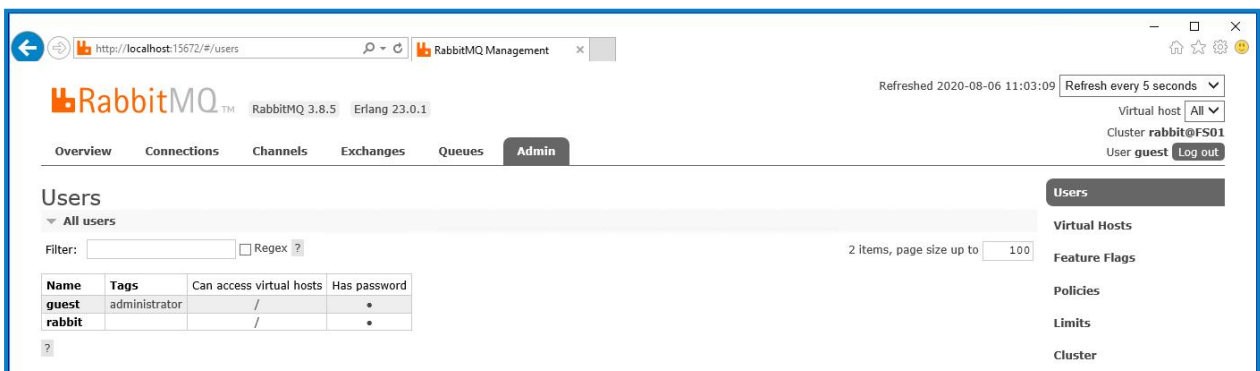 http://localhost:15672/#/users RabbitMQ Management
Refreshed 2020-08-06 11:03:09 Refresh every 5 seconds
RabbitMQ TM RabbitMQ 3.8.5 Erlang 23.0.1
Virtual host All
Cluster rabbit@FS01
User guest Log out
Overview Connections Channels Exchanges Queues Admin
Users
All users
Filter: Regex ?
2 items, page size up to 100
Name Tags Can access virtual hosts Has password
guest administrator / •
rabbit / •
?
Users
Virtual Hosts
Feature Flags
Policies
Limits
Cluster